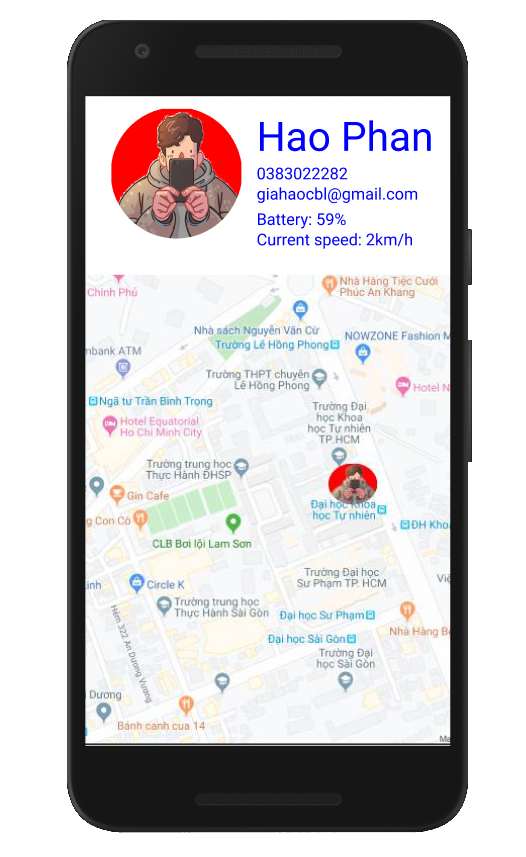 Hao Phan
0383022282
giahaocbl@gmail.com
Battery: 59%
Current speed: 2km/h
Nhà Hàng Tiệc Cưới
Phúc An Khang
Chính Phủ
Nhà sách Nguyễn Văn Cừ
Trường Lê Hồng Phong
NOWZONE Fashion M
nbank ATM
Trường THPT chuyên
Lê Hồng Phong
Hotel N
Ngã tư Trần Bình Trọng
Trường Đại
học Khoa
học Tự nhiên
TP.HCM
Hotel Equatorial
Ho Chi Minh City
Trường trung học
Thực Hành ĐHSP
Gin Cafe
Đại học Khoa
học Tự nhiên
g Con Cò
ĐH Kho
CLB Bơi lội Lam Sơn
Trường Đại học
Sư Phạm TP. HCM
Việ
inh
Circle K
Trường trung học
Thực Hành Sài Gòn
Đại học Sư Phạm
Hẻm 322 An Dương Vương
Nhà Hàng B
Đại học Sài Gòn
Trường Đại
học Sài Gòn
Dương
Bánh canh cua 14
Ma